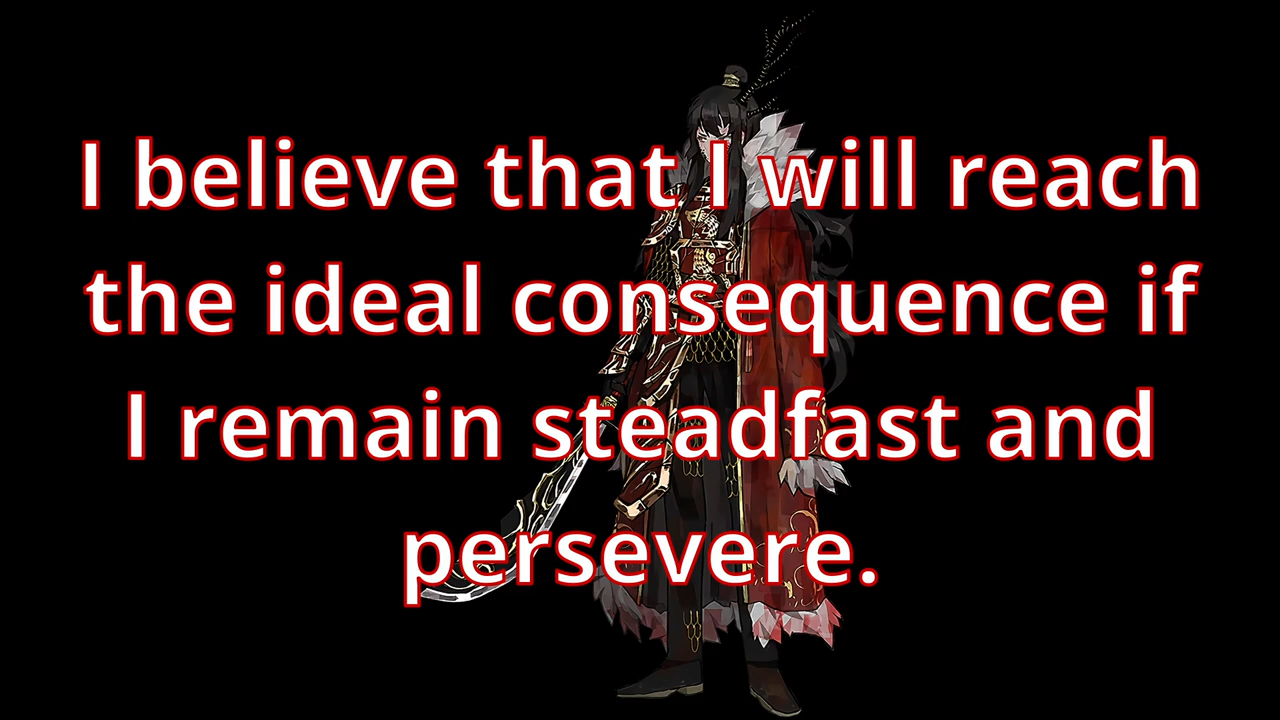 I believe that I will reach
the ideal consequence if
I remain steadfast and
persevere.